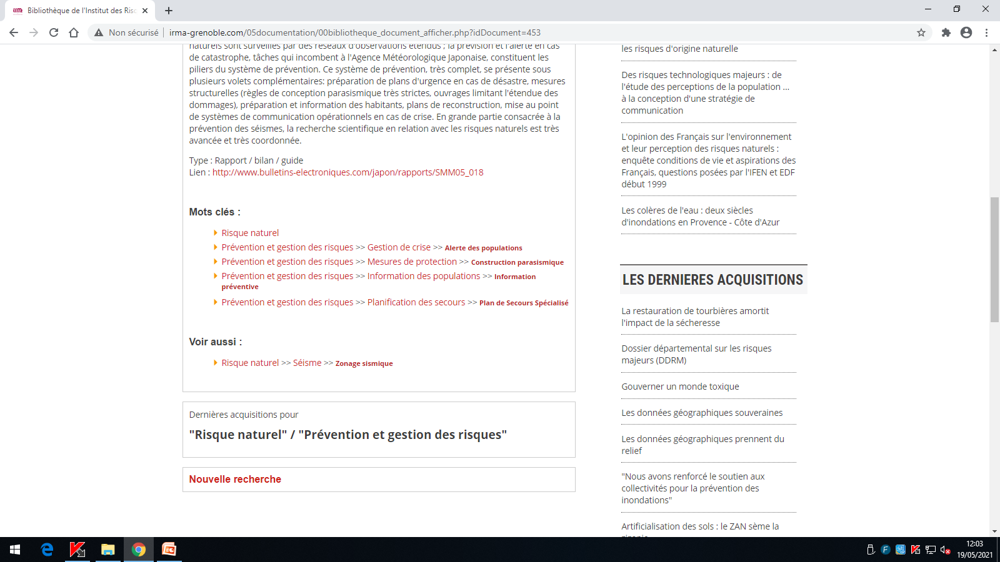 Bibliothèque de l'Institut des Risq
Non sécurisé
irma-grenoble.com/05documentation/00bibliotheque_document_afficher.php?idDocument=453
naturels sont surveillés par des réseaux d'observations étendus ; la prévision et l'alerte en cas
de catastrophe, tâches qui incombent à l'Agence Météorologique Japonaise, constituent les
piliers du système de prévention. Ce système de prévention, très complet, se présente sous
plusieurs volets complémentaires: préparation de plans d'urgence en cas de désastre, mesures
structurelles (règles de conception parasismique très strictes, ouvrages limitant l'étendue des
dommages), préparation et information des habitants, plans de reconstruction, mise au point
de systèmes de communication opérationnels en cas de crise. En grande partie consacrée à la
prévention des séismes, la recherche scientifique en relation avec les risques naturels est très
avancée et très coordonnée.
Type : Rapport / bilan / guide
Lien : http://www.bulletins-electroniques.com/japon/rapports/SMM05_018
Mots clés :
Risque naturel
Prévention et gestion des risques >> Gestion de crise >> Alerte des populations
Prévention et gestion des risques >> Mesures de protection >> Construction parasismique
Prévention et gestion des risques >> Information des populations >> Information
préventive
Prévention et gestion des risques >> Planification des secours >> Plan de Secours Spécialisé
Voir aussi :
Risque naturel >> Séisme >> Zonage sismique
Dernières acquisitions pour
"Risque naturel" / "Prévention et gestion des risques"
Nouvelle recherche
les risques d'origine naturelle
Des risques technologiques majeurs : de
l'étude des perceptions de la population ...
à la conception d'une stratégie de
communication
L'opinion des Français sur l'environnement
et leur perception des risques naturels :
enquête conditions de vie et aspirations des
Français, questions posées par l'IFEN et EDF
début 1999
Les colères de l'eau : deux siècles
d'inondations en Provence - Côte d'Azur
LES DERNIERES ACQUISITIONS
La restauration de tourbières amortit
l'impact de la sécheresse
Dossier départemental sur les risques
majeurs (DDRM)
Gouverner un monde toxique
Les données géographiques souveraines
Les données géographiques prennent du
relief
"Nous avons renforcé le soutien aux
collectivités pour la prévention des
inondations"
Artificialisation des sols : le ZAN sème la
12:03
19/05/2021